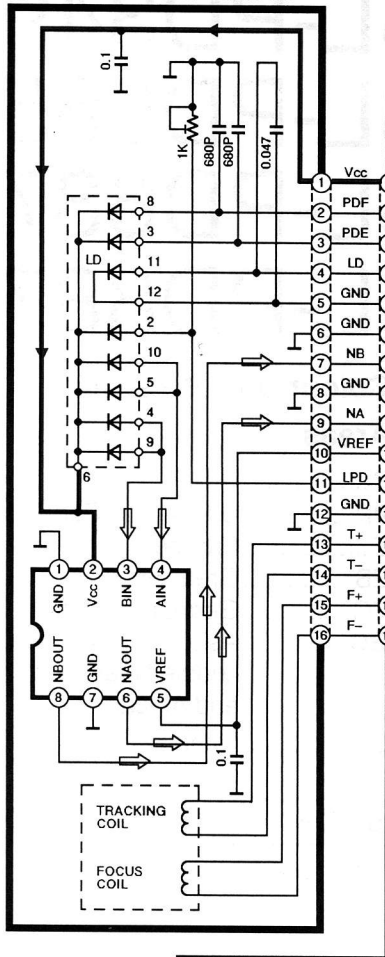 0.1
1K
680P
680P
0.047
1 Vcc
2 PDF
3 PDE
4 LD
5 GND
6 GND
7 NB
8 GND
9 NA
10 VREF
11 LPD
12 GND
13 T+
14 T-
15 F+
16 F-
8
3
LD 11
12
2
10
5
4
9
6
1 2 3 4
GND Vcc BIN AIN
NBOUT GND NAOUT VREF
8 7 6 5
0.1
TRACKING
COIL
FOCUS
COIL